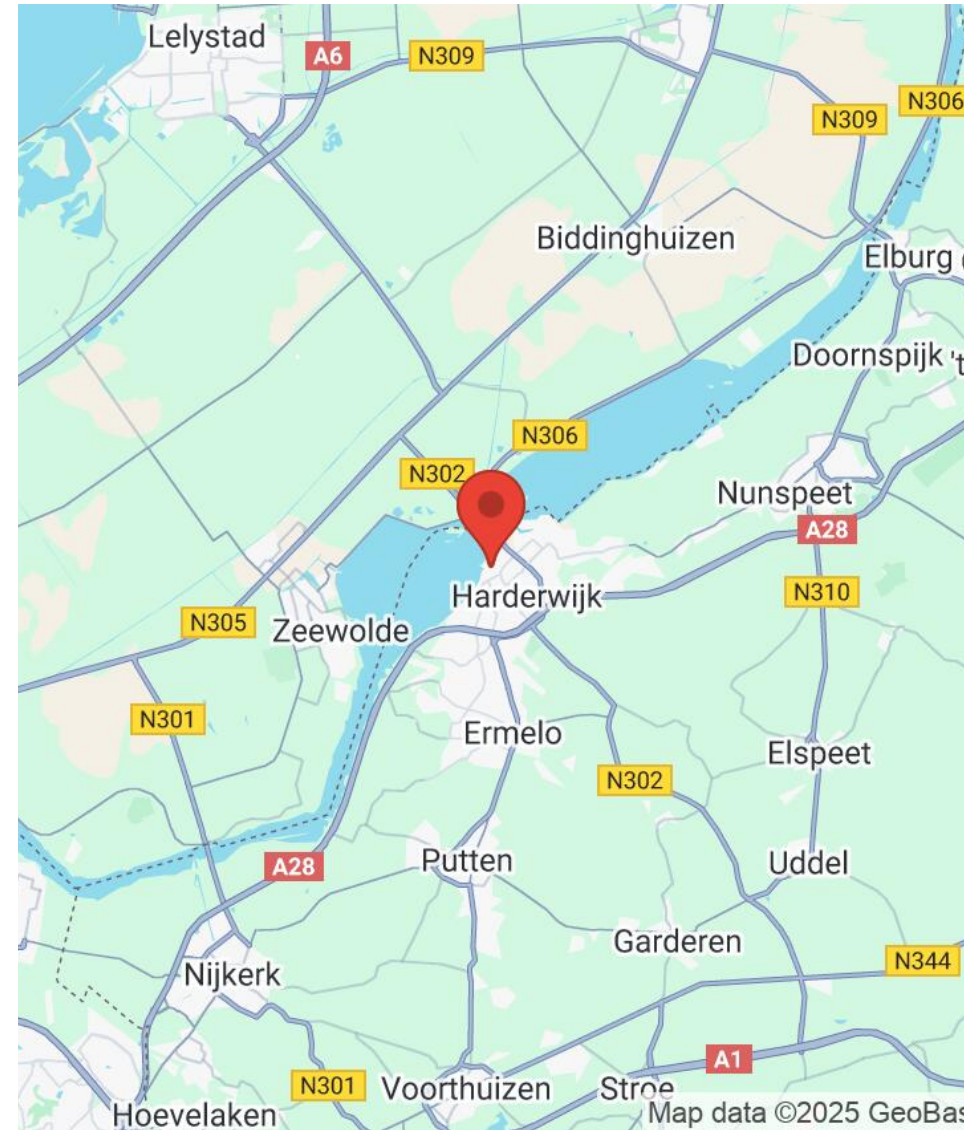 Lelystad
A6
N309
N306
N309
Biddinghuizen
Elburg
Doornspijk
't
N306
N302
Nunspeet
A28
Harderwijk
N310
N305
Zeewolde
N301
Ermelo
Elspeet
N302
A28
Putten
Uddel
Garderen
N344
Nijkerk
A1
N301
Voorthuizen
Stroe
Hoevelaken
Map data ©2025 GeoBas